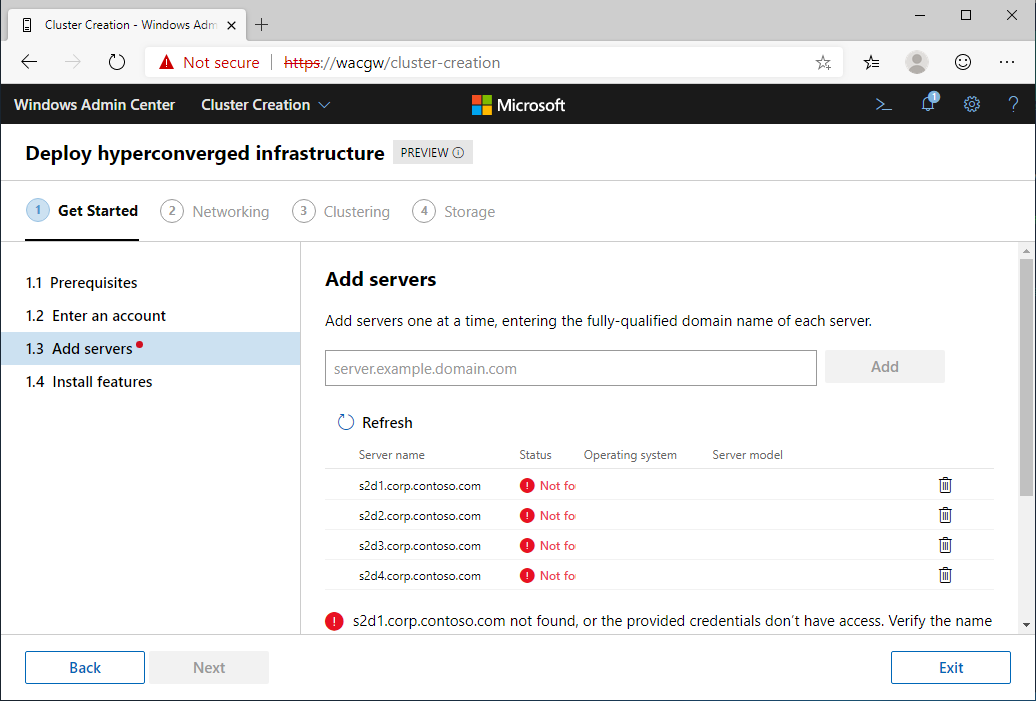 Cluster Creation - Windows Adm
Not secure https://wacgw/cluster-creation
Windows Admin Center Cluster Creation Microsoft 1 ?
Deploy hyperconverged infrastructure PREVIEW
1 Get Started 2 Networking 3 Clustering 4 Storage
1.1 Prerequisites
1.2 Enter an account
1.3 Add servers
1.4 Install features
Add servers
Add servers one at a time, entering the fully-qualified domain name of each server.
server.example.domain.com Add
Refresh
Server name Status Operating system Server model
s2d1.corp.contoso.com Not fo
s2d2.corp.contoso.com Not fo
s2d3.corp.contoso.com Not fo
s2d4.corp.contoso.com Not fo
s2d1.corp.contoso.com not found, or the provided credentials don’t have access. Verify the name
Back Next Exit